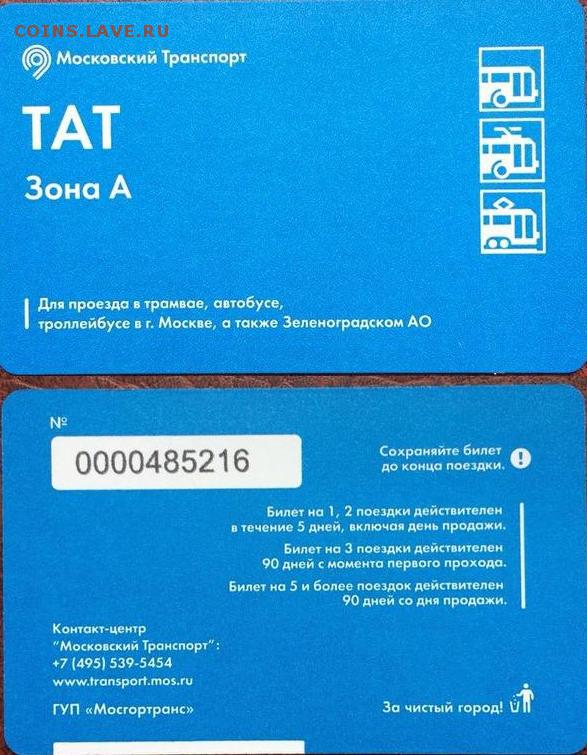 COINS.LAVE.RU
Московский Транспорт
ТАТ
Зона А
Для проезда в трамвае, автобусе,
троллейбусе в г. Москве, а также Зеленоградском АО
№
0000485216
Сохраняйте билет
до конца поездки.
Билет на 1, 2 поездки действителен
в течение 5 дней, включая день продажи.
Билет на 3 поездки действителен
90 дней с момента первого прохода.
Билет на 5 и более поездок действителен
90 дней со дня продажи.
Контакт-центр
"Московский Транспорт":
+7 (495) 539-5454
www.transport.mos.ru
ГУП «Мосгортранс»
За чистый город!